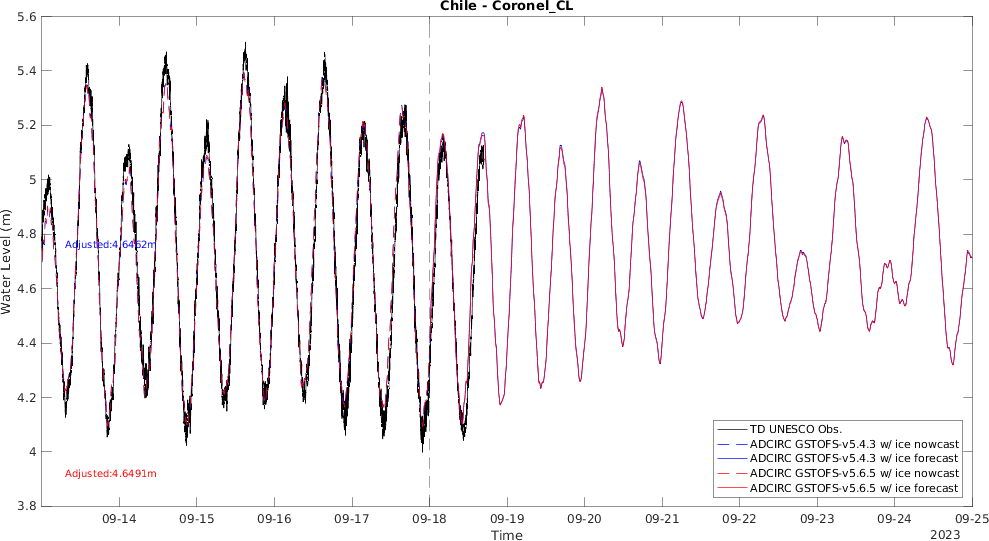 Chile - Coronel_CL
5.6
5.4
5.2
5
4.8
4.6
4.4
4.2
4
3.8
Water Level (m)
Adjusted:4.6462m
Adjusted:4.6491m
TD UNESCO Obs.
ADCIRC GSTOFS-v5.4.3 w/ ice nowcast
ADCIRC GSTOFS-v5.4.3 w/ ice forecast
ADCIRC GSTOFS-v5.6.5 w/ ice nowcast
ADCIRC GSTOFS-v5.6.5 w/ ice forecast
09-14 09-15 09-16 09-17 09-18 09-19 09-20 09-21 09-22 09-23 09-24 09-25
Time
2023